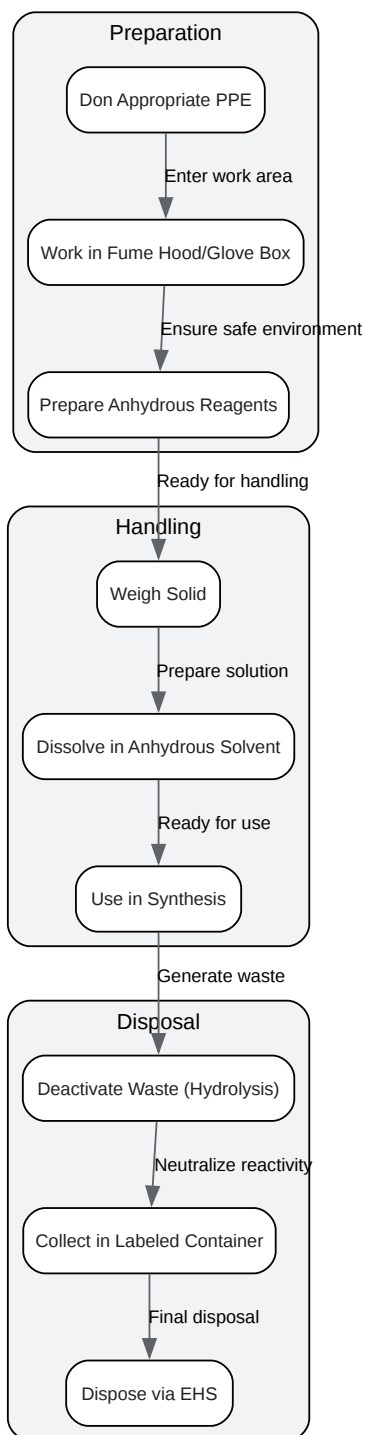 Preparation
Don Appropriate PPE
Enter work area
Work in Fume Hood/Glove Box
Ensure safe environment
Prepare Anhydrous Reagents
Ready for handling
Handling
Weigh Solid
Prepare solution
Dissolve in Anhydrous Solvent
Ready for use
Use in Synthesis
Generate waste
Disposal
Deactivate Waste (Hydrolysis)
Neutralize reactivity
Collect in Labeled Container
Final disposal
Dispose via EHS